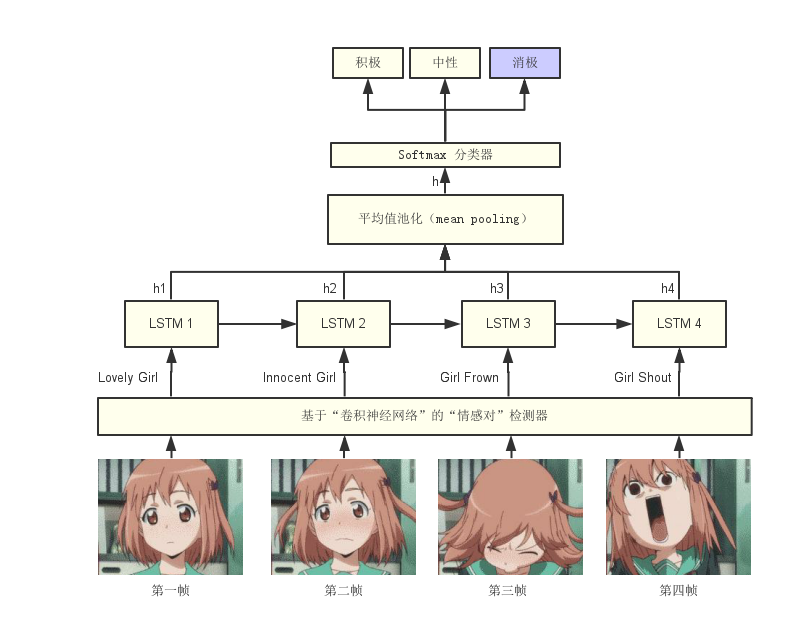 积极
中性
消极
Softmax 分类器
h
平均值池化（mean pooling）
h1
h2
h3
h4
LSTM 1
LSTM 2
LSTM 3
LSTM 4
Lovely Girl
Innocent Girl
Girl Frown
Girl Shout
基于“卷积神经网络”的“情感对”检测器
第一帧
第二帧
第三帧
第四帧